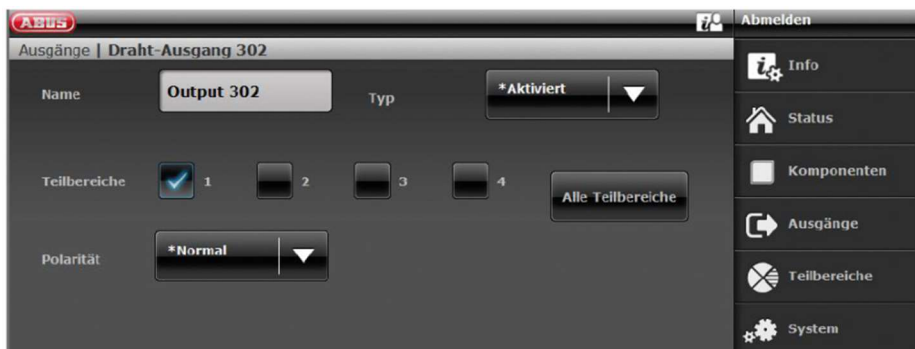 ABUS
Abmelden
Ausgänge | Draht-Ausgang 302
Name
Output 302
Typ
*Aktiviert
Teilbereiche
1
2
3
4
Alle Teilbereiche
Polarität
*Normal
Info
Status
Komponenten
Ausgänge
Teilbereiche
System